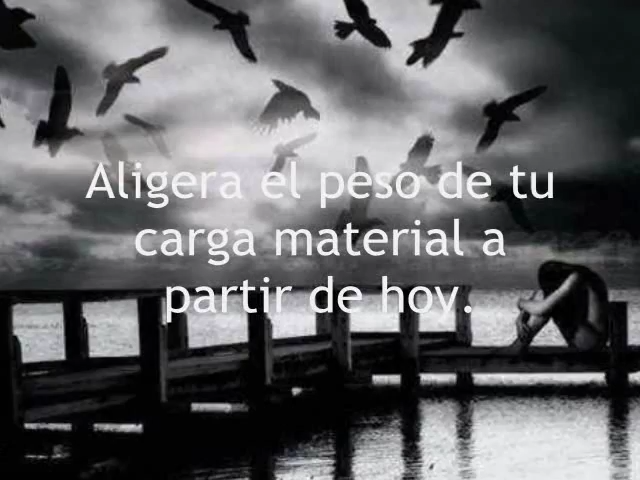 Aligera el peso de tu
carga material a
partir de hoy.